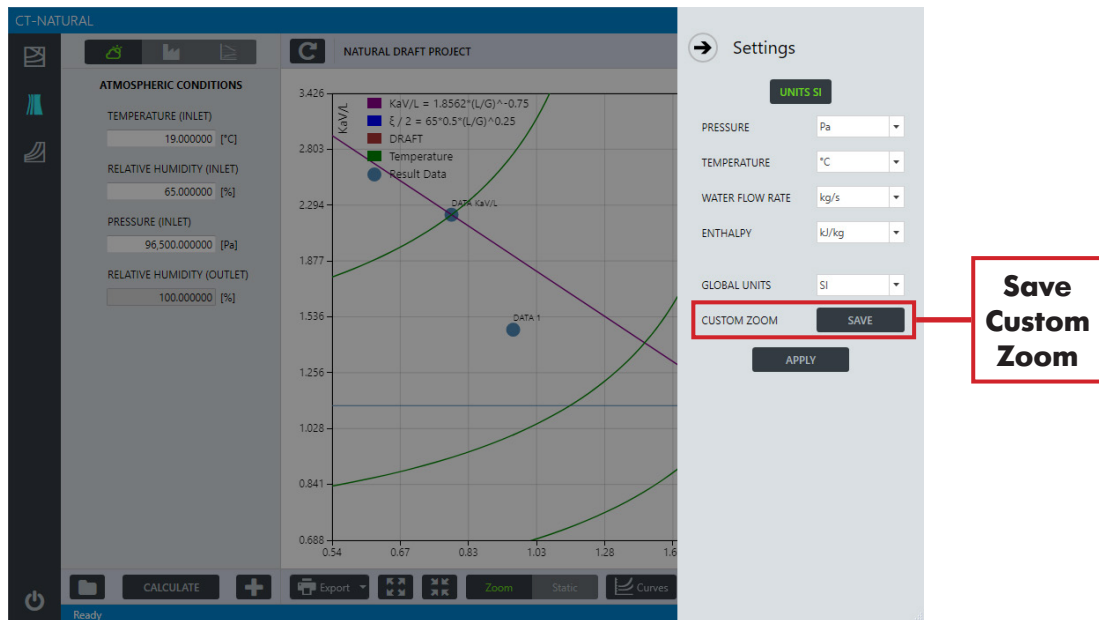 CT-NATURAL
ATMOSPHERIC CONDITIONS
TEMPERATURE (INLET)
19.000000 [°C]
RELATIVE HUMIDITY (INLET)
65.000000 [%]
PRESSURE (INLET)
96,500.000000 [Pa]
RELATIVE HUMIDITY (OUTLET)
100.000000 [%]
CALCULATE
Ready
NATURAL DRAFT PROJECT
KaV/L
KaV/L = 1.8562*(L/G)^-0.75
ξ / 2 = 65*0.5*(L/G)^0.25
DRAFT
Temperature
Result Data
DATA KaV/L
DATA 1
3.426
2.803
2.294
1.877
1.536
1.256
1.028
0.841
0.688
0.54 0.67 0.83 1.03 1.28 1.6
Export Zoom Static Curves
Settings
UNITS SI
PRESSURE Pa
TEMPERATURE °C
WATER FLOW RATE kg/s
ENTHALPY kJ/kg
GLOBAL UNITS SI
CUSTOM ZOOM SAVE
APPLY
Save
Custom
Zoom